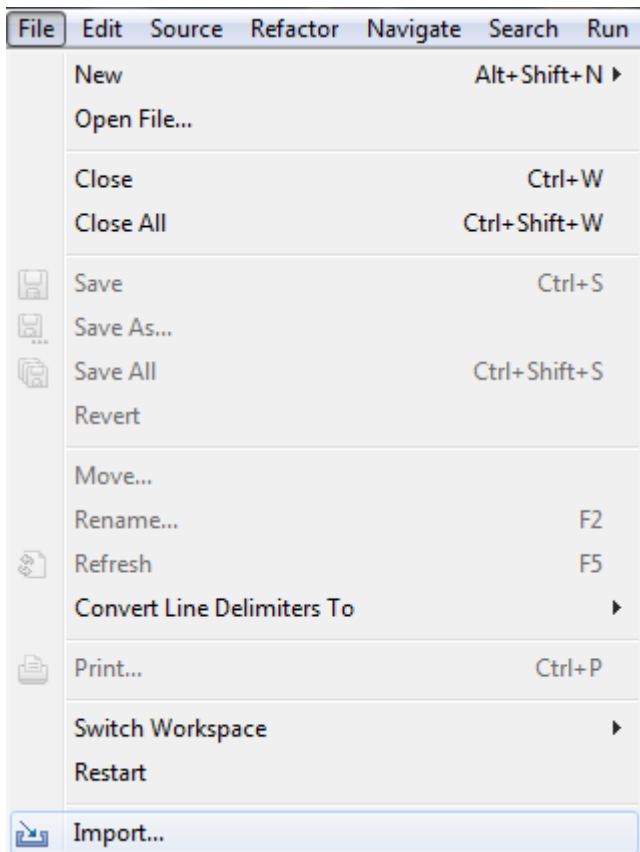 File Edit Source Refactor Navigate Search Run
New Alt+Shift+N
Open File...
Close Ctrl+W
Close All Ctrl+Shift+W
Save Ctrl+S
Save As...
Save All Ctrl+Shift+S
Revert
Move...
Rename... F2
Refresh F5
Convert Line Delimiters To
Print... Ctrl+P
Switch Workspace
Restart
Import...